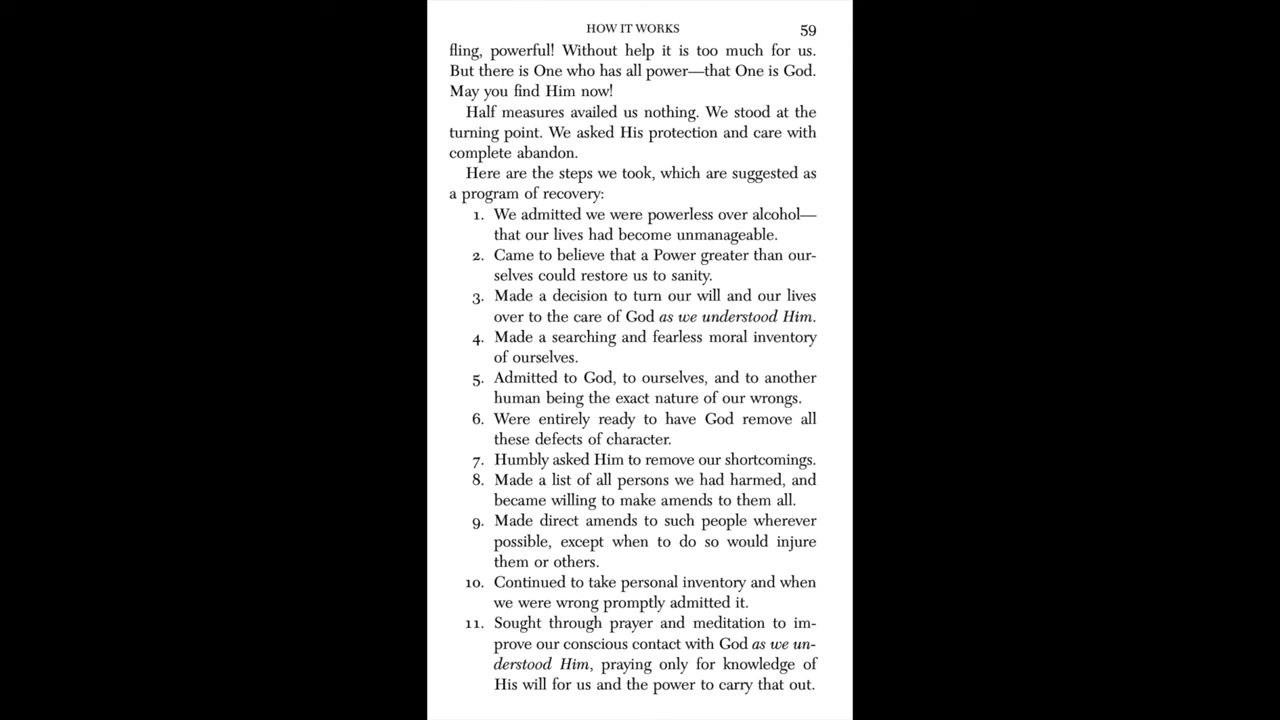 HOW IT WORKS 59
fling, powerful! Without help it is too much for us.
But there is One who has all power—that One is God.
May you find Him now!
Half measures availed us nothing. We stood at the
turning point. We asked His protection and care with
complete abandon.
Here are the steps we took, which are suggested as
a program of recovery:
1. We admitted we were powerless over alcohol—
that our lives had become unmanageable.
2. Came to believe that a Power greater than our-
selves could restore us to sanity.
3. Made a decision to turn our will and our lives
over to the care of God as we understood Him.
4. Made a searching and fearless moral inventory
of ourselves.
5. Admitted to God, to ourselves, and to another
human being the exact nature of our wrongs.
6. Were entirely ready to have God remove all
these defects of character.
7. Humbly asked Him to remove our shortcomings.
8. Made a list of all persons we had harmed, and
became willing to make amends to them all.
9. Made direct amends to such people wherever
possible, except when to do so would injure
them or others.
10. Continued to take personal inventory and when
we were wrong promptly admitted it.
11. Sought through prayer and meditation to im-
prove our conscious contact with God as we un-
derstood Him, praying only for knowledge of
His will for us and the power to carry that out.